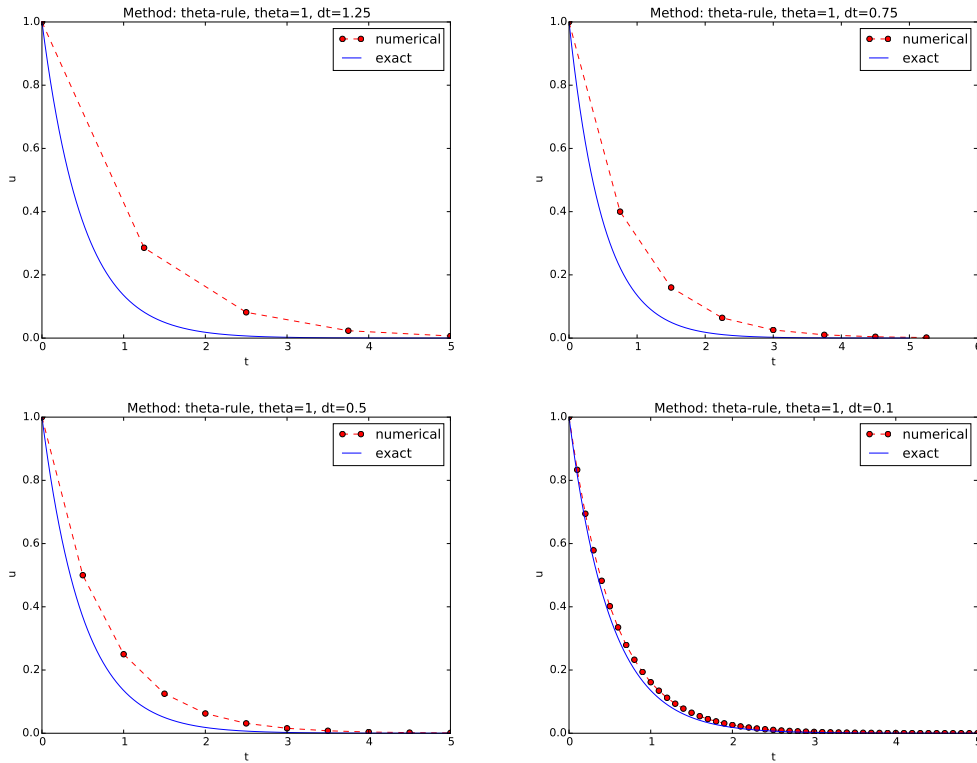 Method: theta-rule, theta=1, dt=1.25
1.0
0.8
0.6
0.4
0.2
0.0
u
numerical
exact
0 1 2 3 4 5
t
Method: theta-rule, theta=1, dt=0.75
1.0
0.8
0.6
0.4
0.2
0.0
u
numerical
exact
0 1 2 3 4 5 6
t
Method: theta-rule, theta=1, dt=0.5
1.0
0.8
0.6
0.4
0.2
0.0
u
numerical
exact
0 1 2 3 4 5
t
Method: theta-rule, theta=1, dt=0.1
1.0
0.8
0.6
0.4
0.2
0.0
u
numerical
exact
0 1 2 3 4 5
t